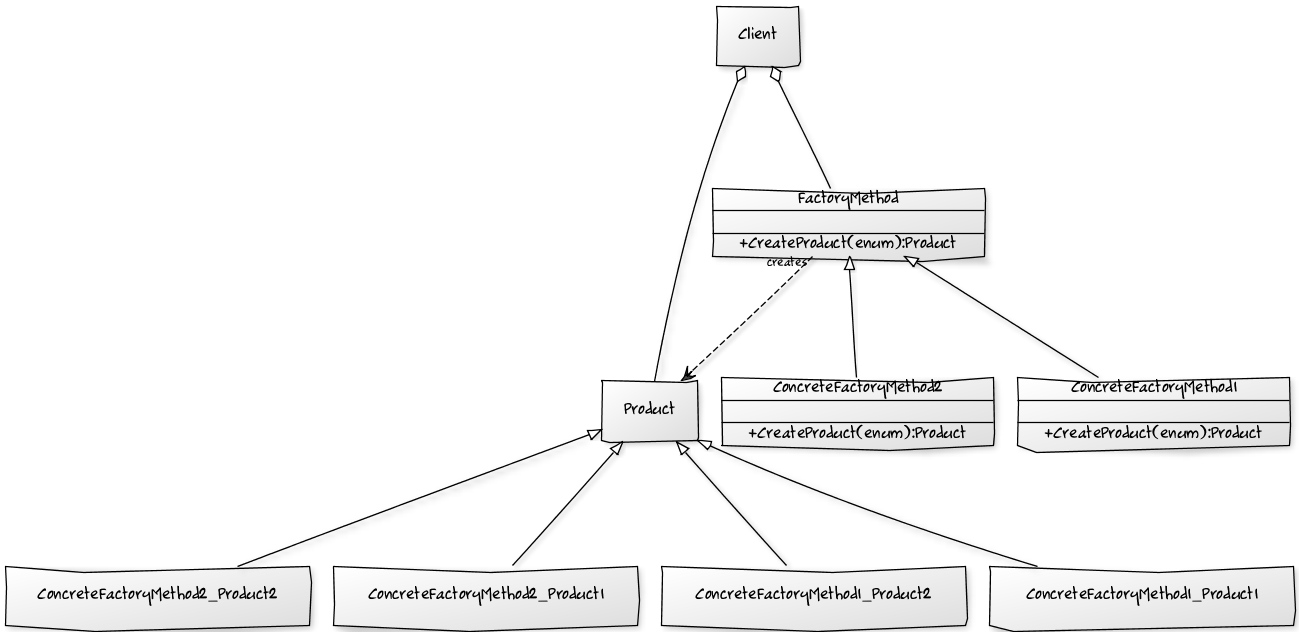 Client
FactoryMethod
+CreateProduct(enum):Product
creates
Product
ConcreteFactoryMethod2
+CreateProduct(enum):Product
ConcreteFactoryMethod1
+CreateProduct(enum):Product
ConcreteFactoryMethod2_Product2
ConcreteFactoryMethod2_Product1
ConcreteFactoryMethod1_Product2
ConcreteFactoryMethod1_Product1